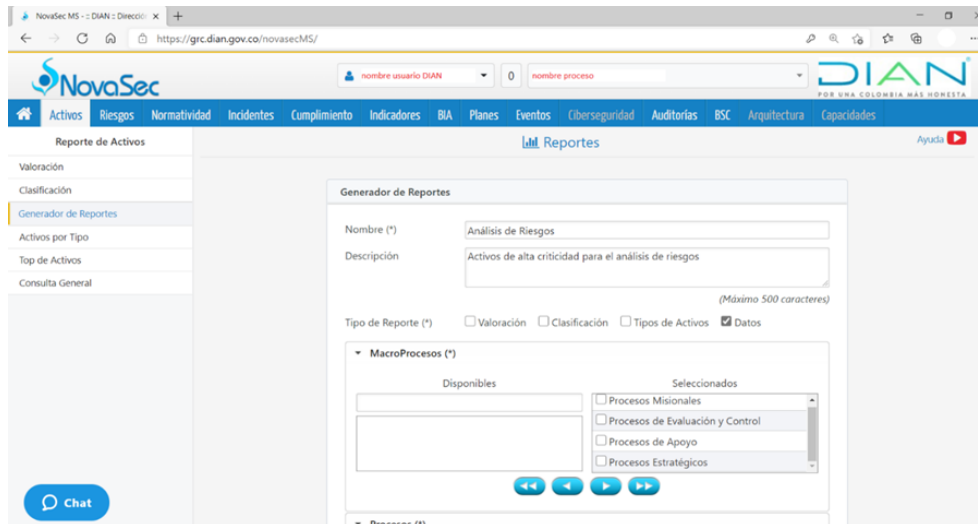 NovaSec MS - :: DIAN :: Direcció
https://grc.dian.gov.co/novasecMS/
NovaSec
nombre usuario DIAN
0
nombre proceso
DIAN
POR UNA COLOMBIA MÁS HONESTA
Activos Riesgos Normatividad Incidentes Cumplimiento Indicadores BIA Planes Eventos Ciberseguridad Auditorías BSC Arquitectura Capacidades
Reporte de Activos
Valoración
Clasificación
Generador de Reportes
Activos por Tipo
Top de Activos
Consulta General
Reportes
Ayuda
Generador de Reportes
Nombre (*) Análisis de Riesgos
Descripción Activos de alta criticidad para el análisis de riesgos
(Máximo 500 caracteres)
Tipo de Reporte (*) Valoración Clasificación Tipos de Activos Datos
MacroProcesos (*)
Disponibles Seleccionados
Procesos Misionales
Procesos de Evaluación y Control
Procesos de Apoyo
Procesos Estratégicos
Procesos (*)
Chat